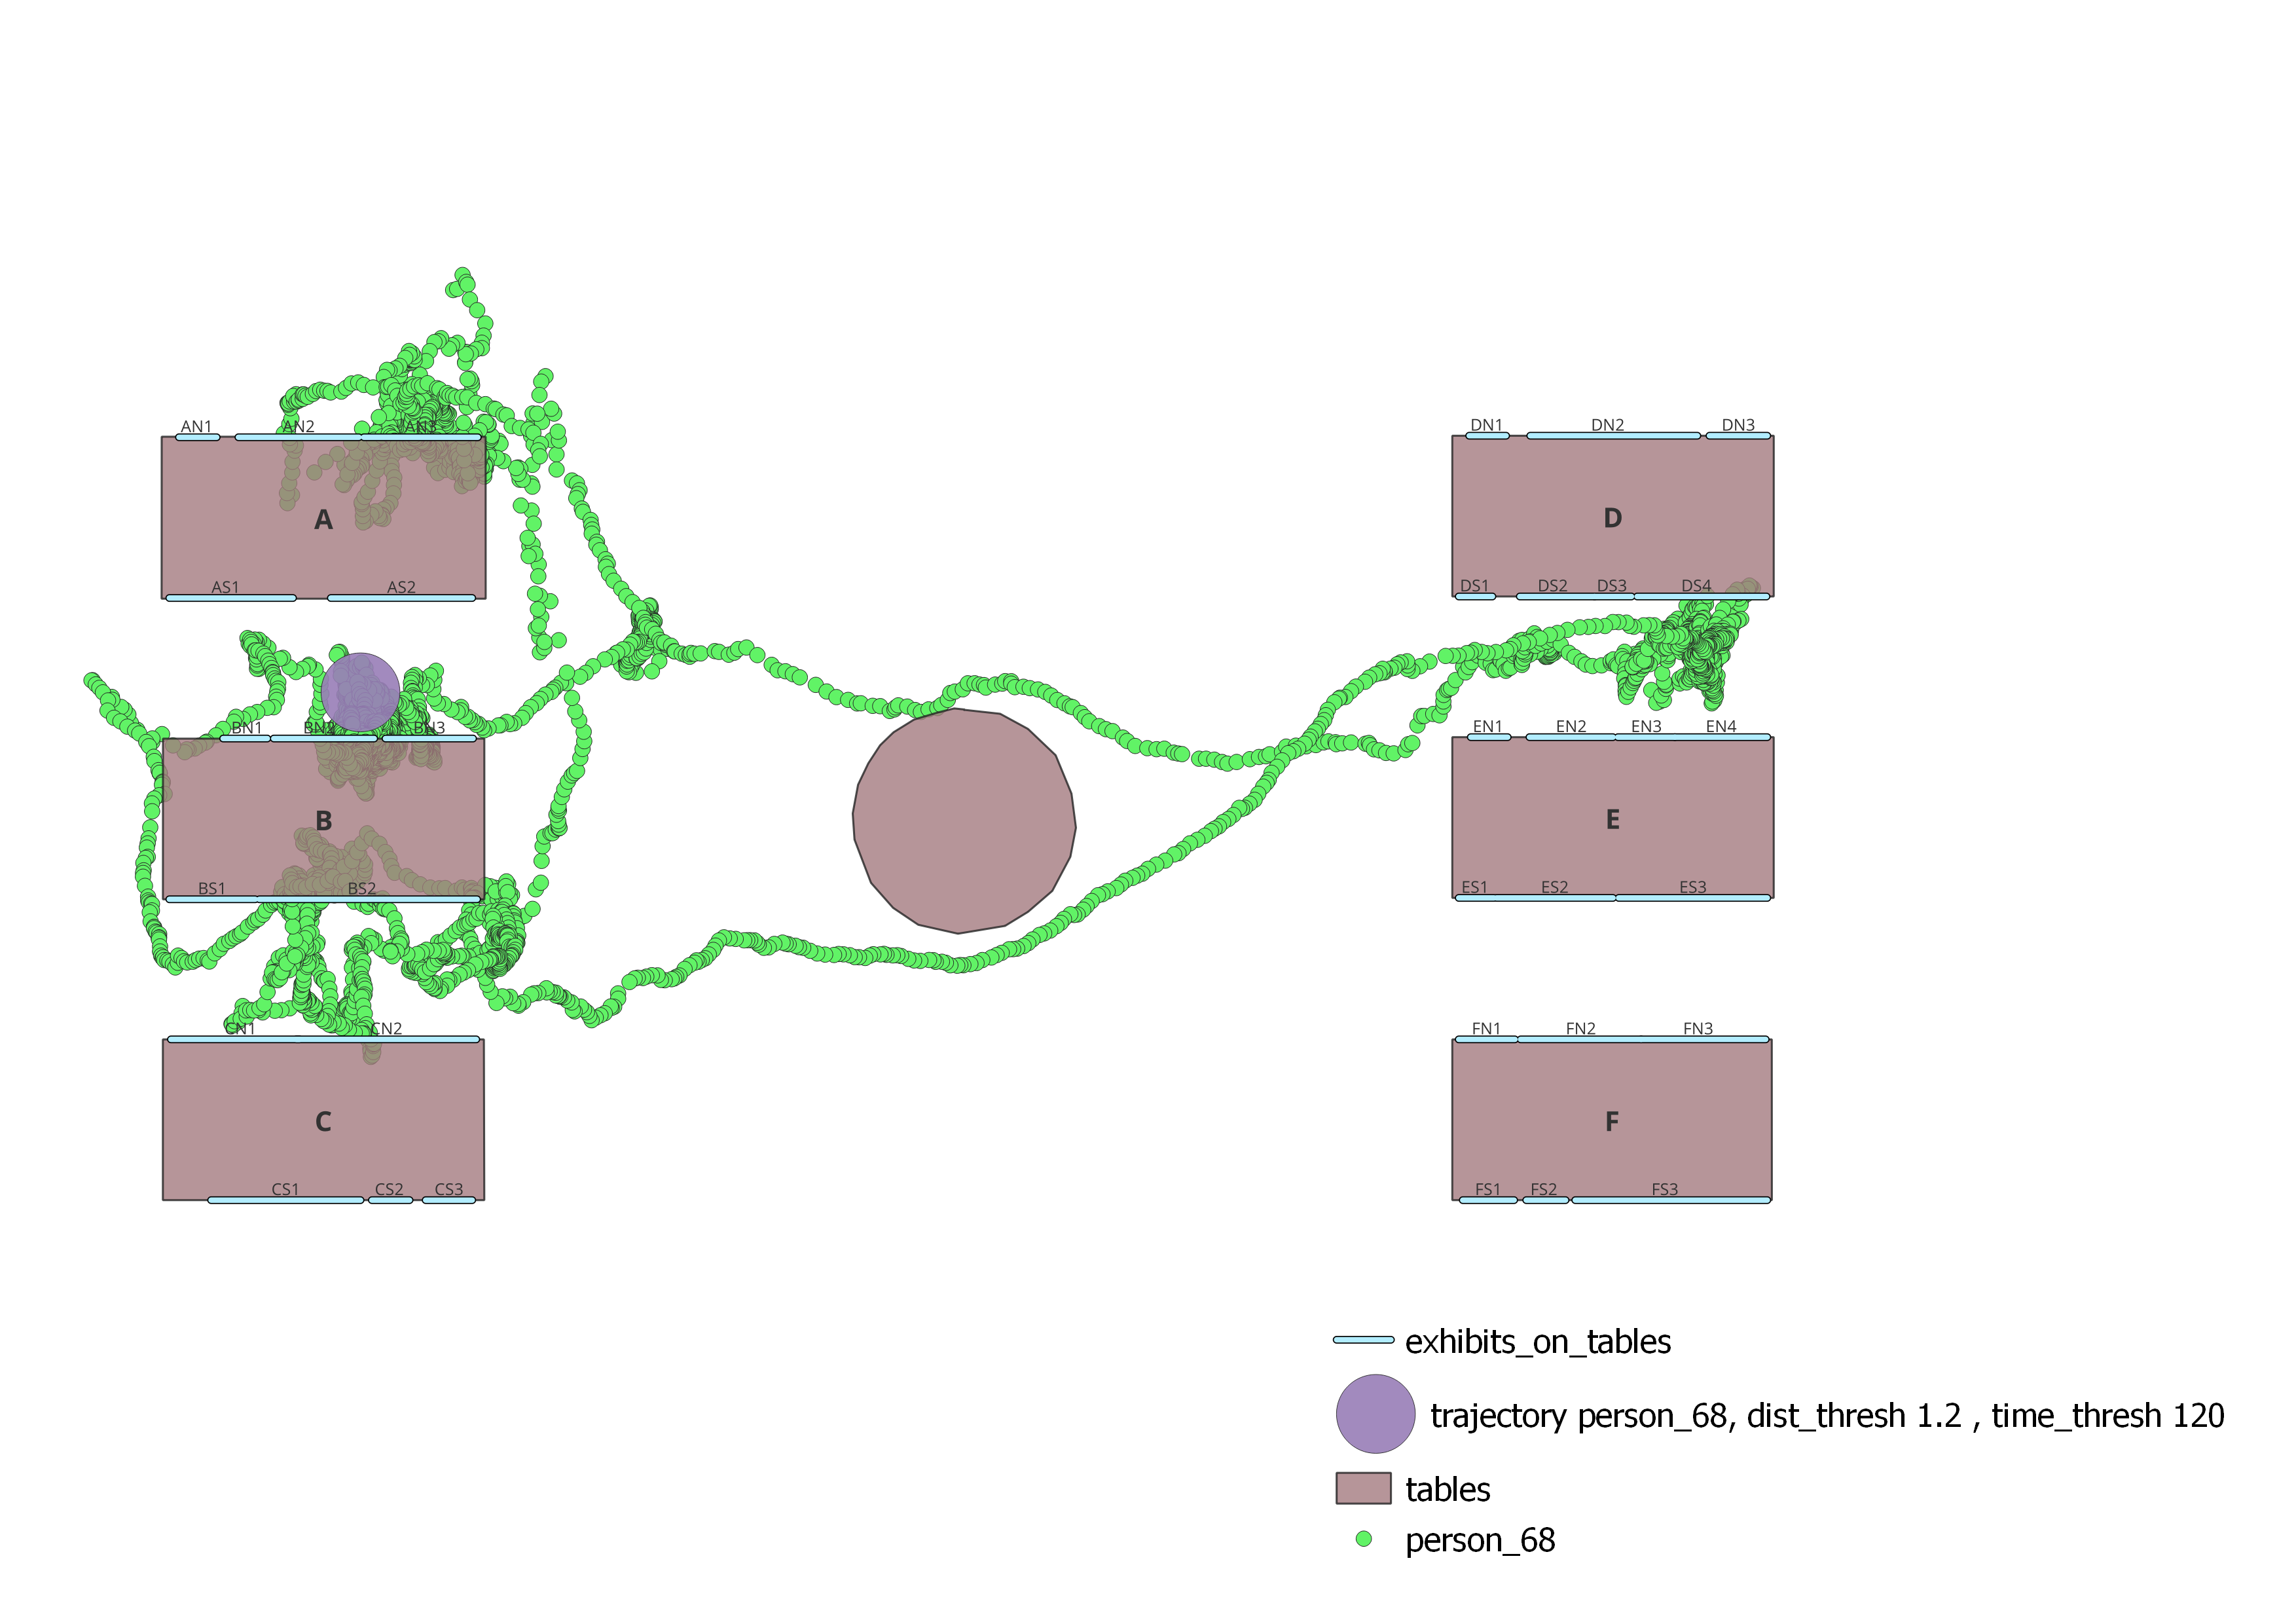 AN1 AN2 AN3
DN1 DN2 DN3
A
D
AS1 AS2
DS1 DS2 DS3 DS4
BN1 BN2 BN3
EN1 EN2 EN3 EN4
B
E
BS1 BS2
ES1 ES2 ES3
CN1 CN2
FN1 FN2 FN3
C
F
CS1 CS2 CS3
FS1 FS2 FS3
exhibits_on_tables
trajectory person_68, dist_thresh 1.2 , time_thresh 120
tables
person_68